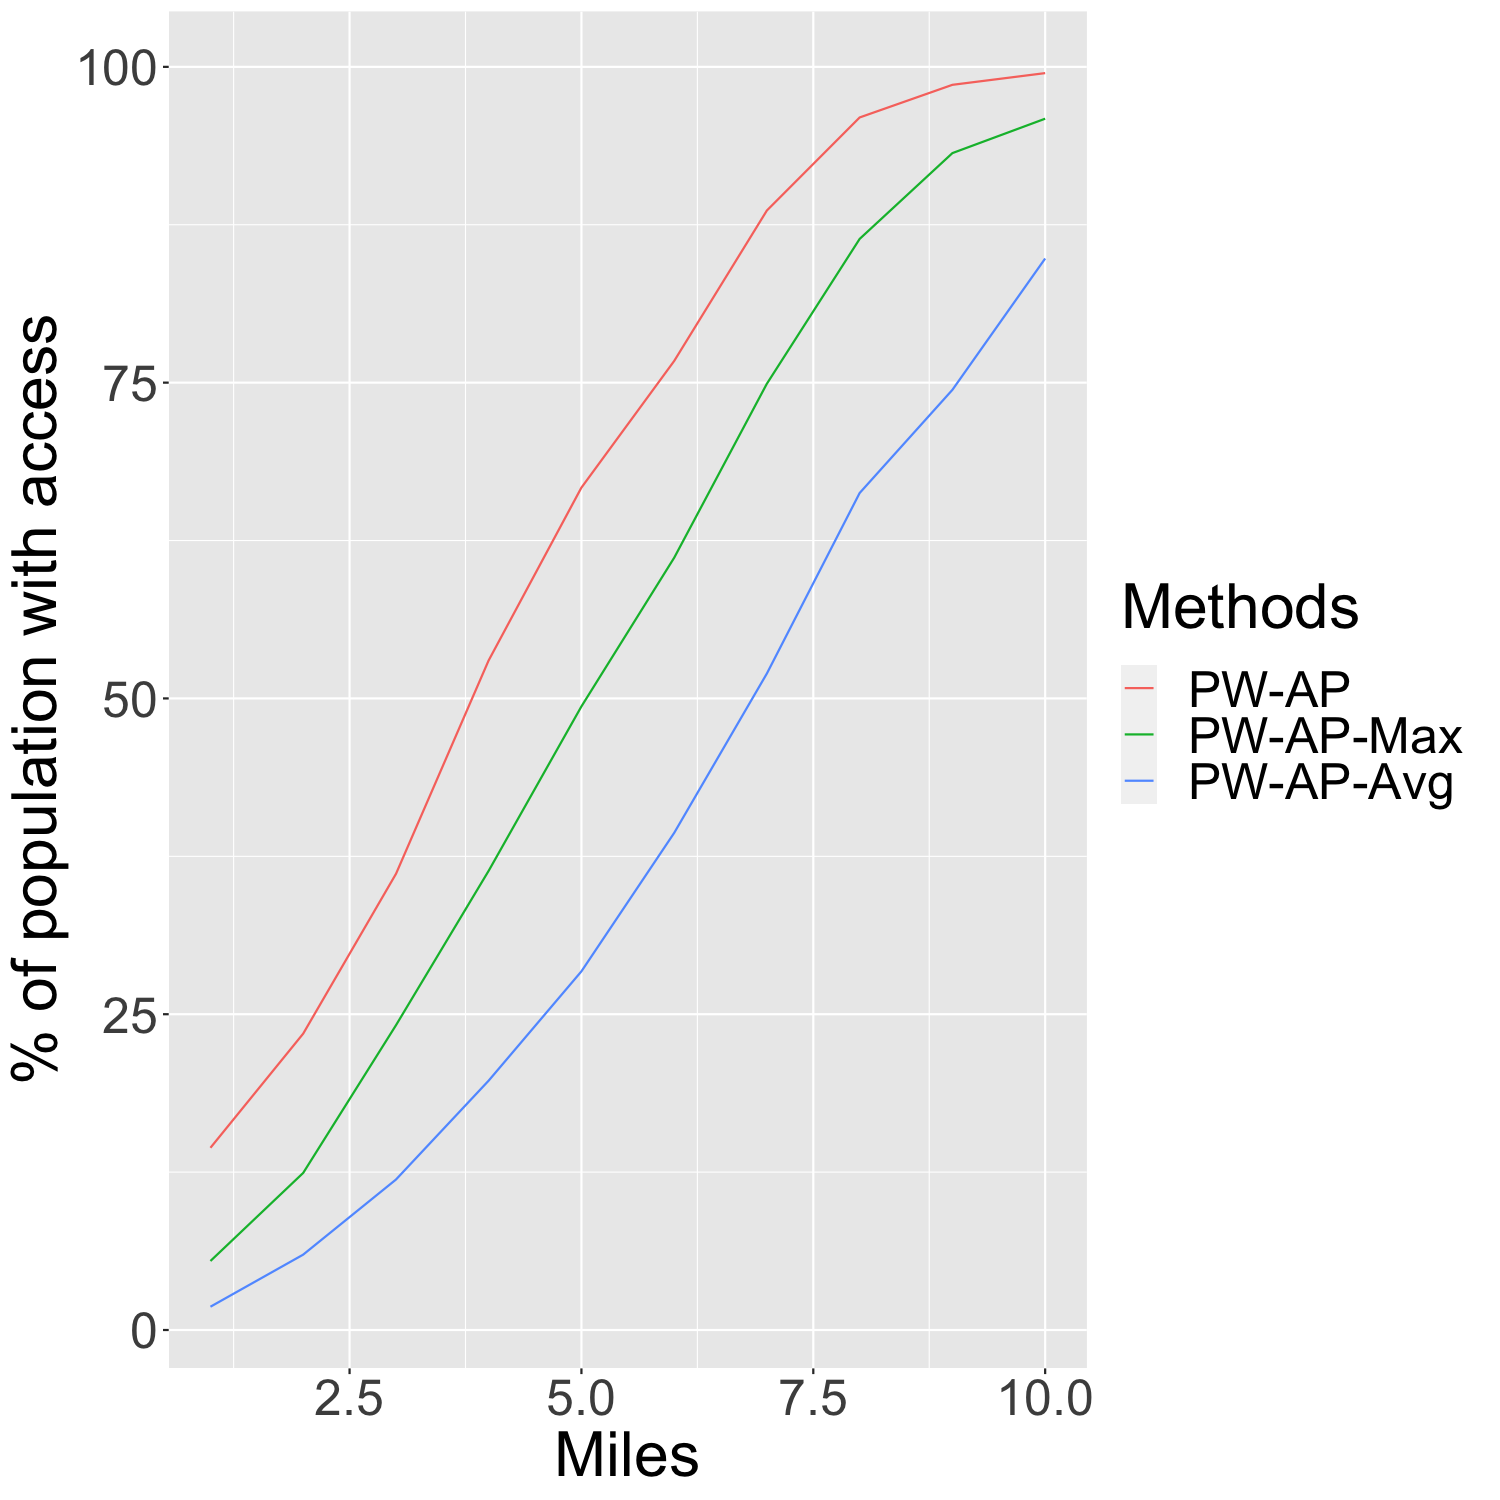 % of population with access
100
75
50
25
0
2.5 5.0 7.5 10.0
Miles
Methods
PW-AP
PW-AP-Max
PW-AP-Avg